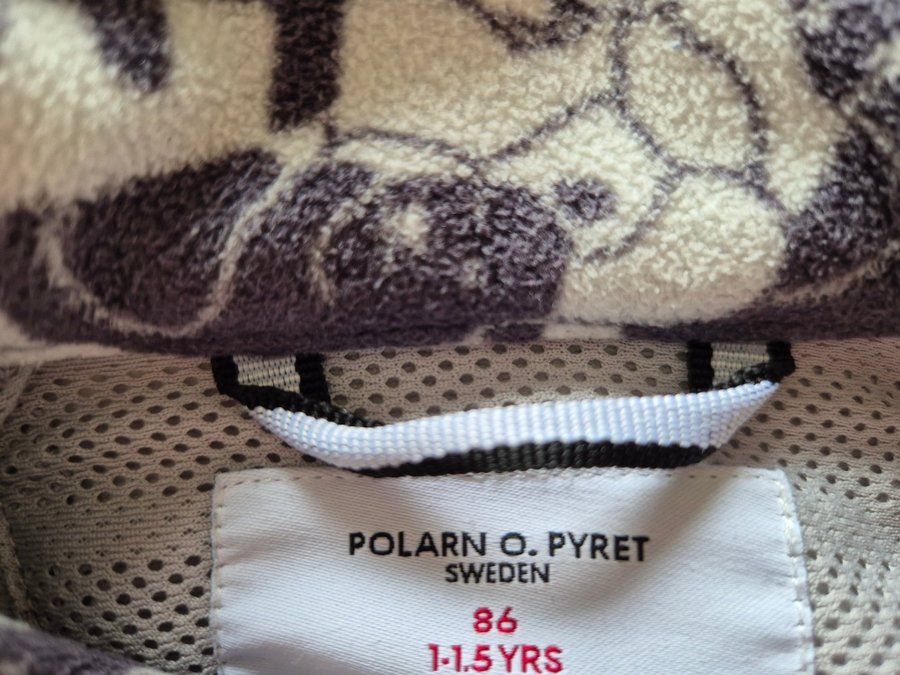 POLARN O. PYRET
SWEDEN
86
1-1.5 YRS